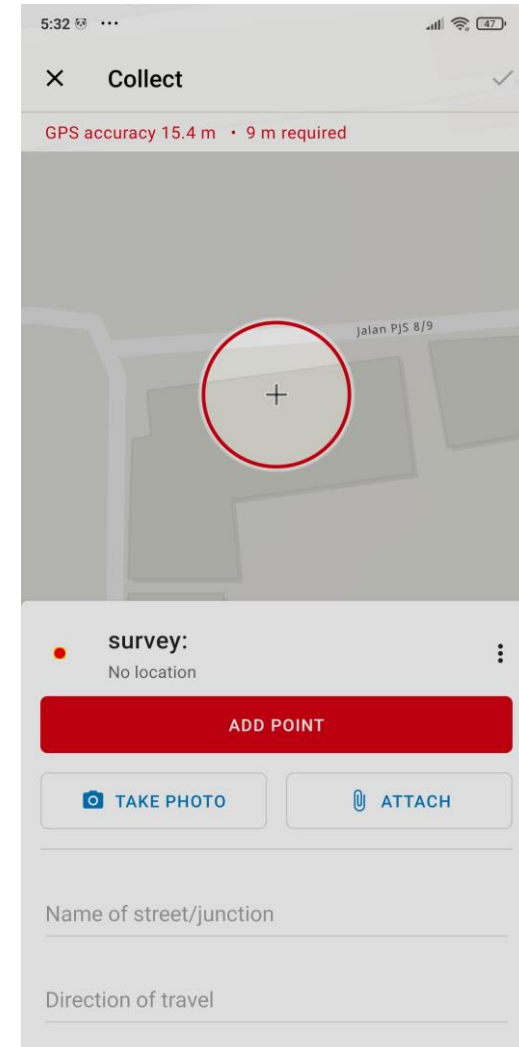 5:32 ...
47
Collect
GPS accuracy 15.4 m • 9 m required
Jalan PJS 8/9
survey:
No location
ADD POINT
TAKE PHOTO
ATTACH
Name of street/junction
Direction of travel